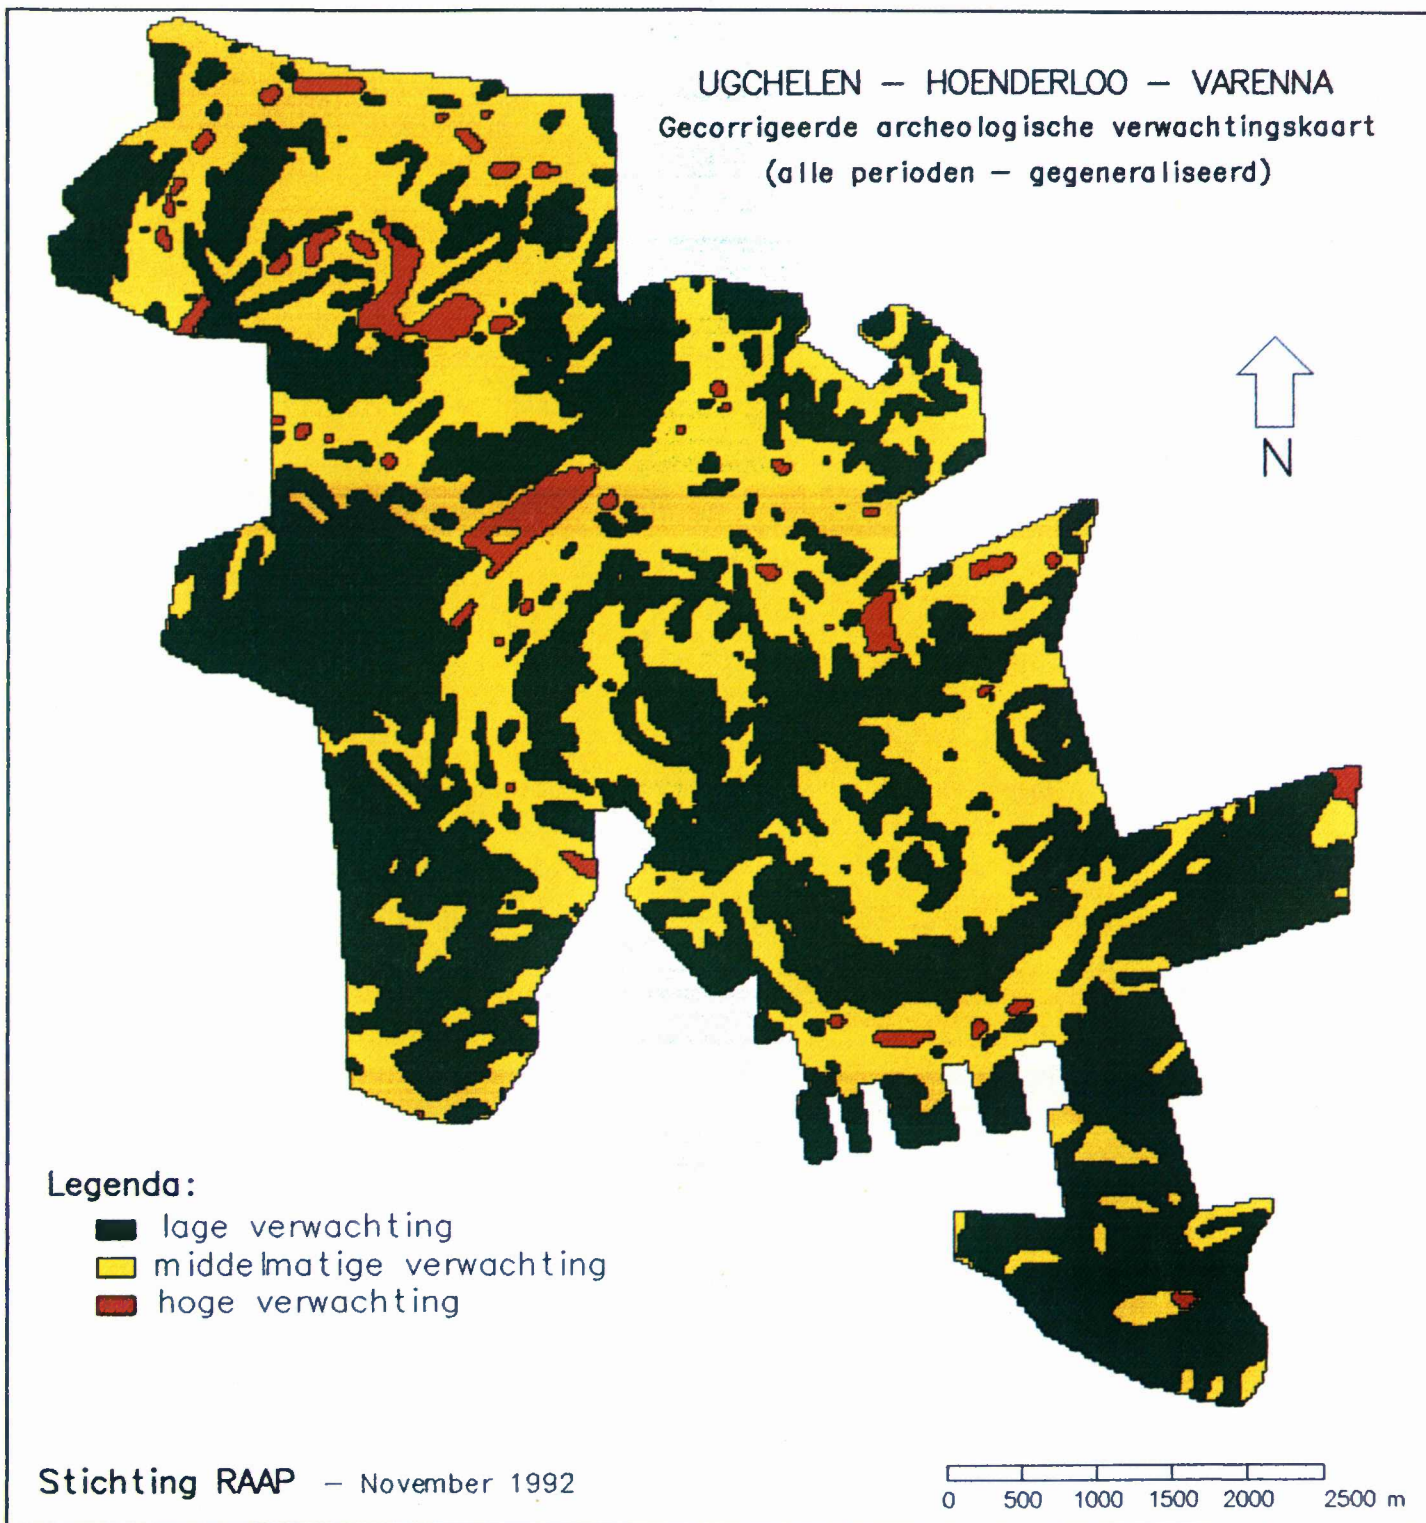 UGCHELEN – HOENDERLOO – VARENNA
Gecorrigeerde archeologische verwachtingskaart
(alle perioden – gegeneraliseerd)
N
Legenda:
lage verwachting
middelmatige verwachting
hoge verwachting
Stichting RAAP – November 1992
0 500 1000 1500 2000 2500 m